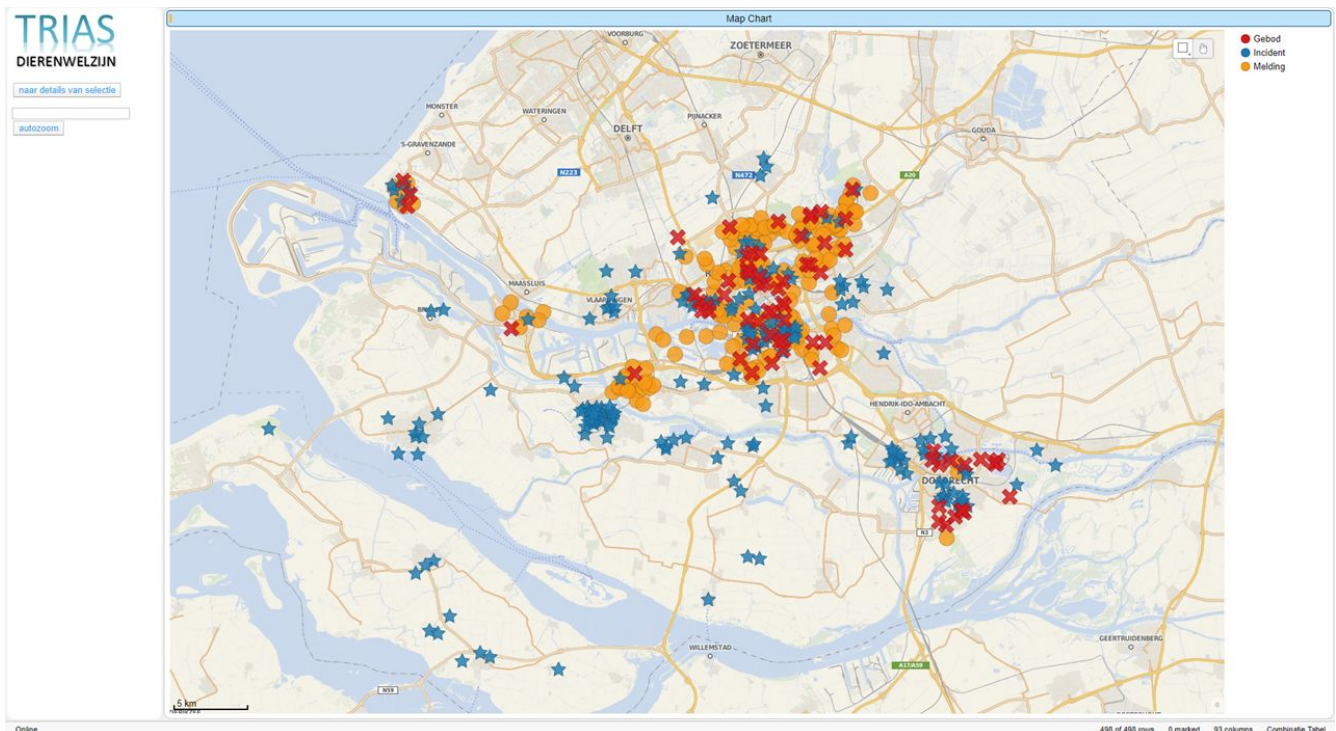 TRIAS
DIERENWELZIJN
naar details van selectie
autozoom
Map Chart
Gebod
Incident
Melding
VOORBURG
ZOETERMEER
MONSTER
WATERINGEN
PIJNACKER
DELFT
GOUDA
'S-GRAVENZANDE
N223
N472
A20
MAASSLUIS
HENDRIK-IDO-AMBACHT
N3
GEERTRUIDENBERG
WILLEMSTAD
A17/A59
N59
5 km
Online
498 of 498 rows
0 marked
93 columns
Combinatie Tabel